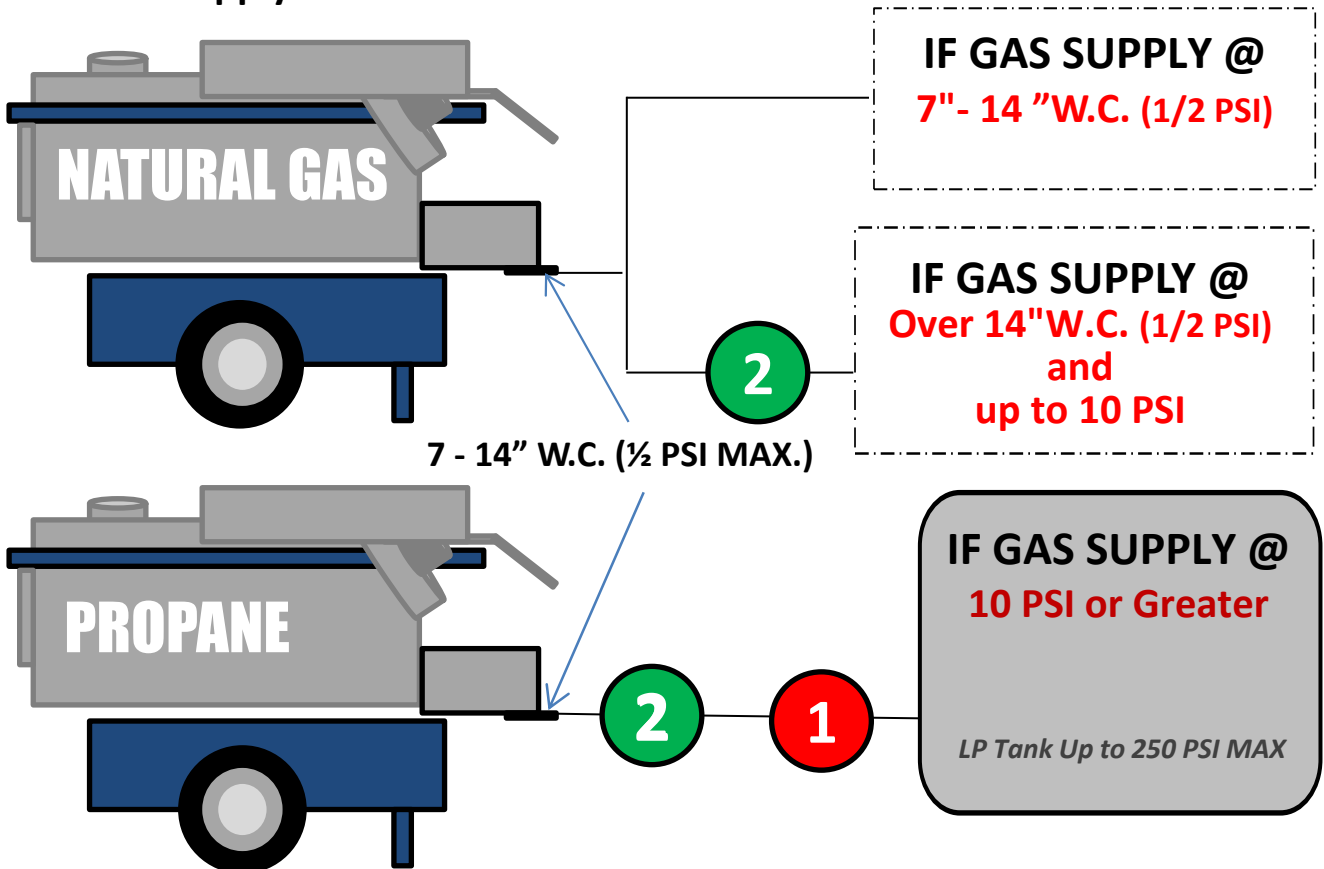 IF GAS SUPPLY @
7"- 14 ”W.C. (1/2 PSI)
NATURAL GAS
IF GAS SUPPLY @
Over 14"W.C. (1/2 PSI)
and
up to 10 PSI
2
7 - 14” W.C. (½ PSI MAX.)
PROPANE
IF GAS SUPPLY @
10 PSI or Greater
2
1
LP Tank Up to 250 PSI MAX